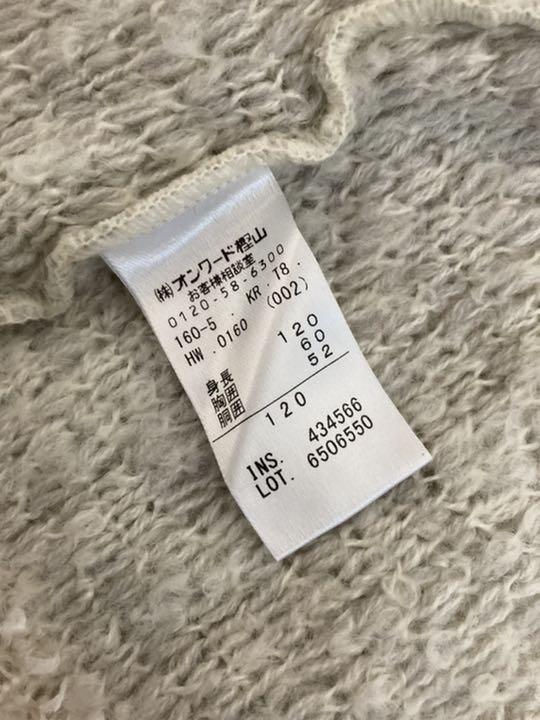 (株)オンワード樫山
お客様相談室
0120-58-6300
160-5 . KR . T8 .
HW . 0160 (002)
身長 120
胸囲 60
胴囲 52
120
INS. 434566
LOT. 6506550